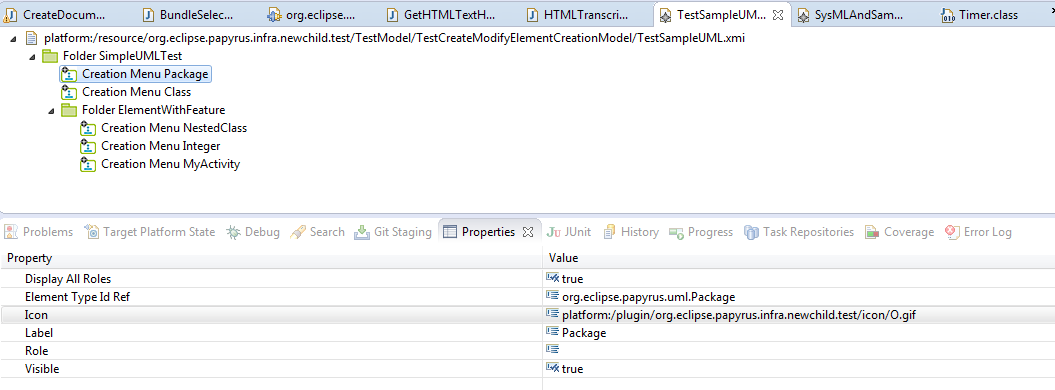 CreateDocum... BundleSelec... org.eclipse.... GetHTMLTextH... HTMLTranscri... TestSampleUM... SysMLAndSam... Timer.class
platform:/resource/org.eclipse.papyrus.infra.newchild.test/TestModel/TestCreateModifyElementCreationModel/TestSampleUML.xmi
Folder SimpleUMLTest
Creation Menu Package
Creation Menu Class
Folder ElementWithFeature
Creation Menu NestedClass
Creation Menu Integer
Creation Menu MyActivity
Problems Target Platform State Debug Search Git Staging Properties JUnit History Progress Task Repositories Coverage Error Log
Property Value
Display All Roles true
Element Type Id Ref org.eclipse.papyrus.uml.Package
Icon platform:/plugin/org.eclipse.papyrus.infra.newchild.test/icon/O.gif
Label Package
Role
Visible true